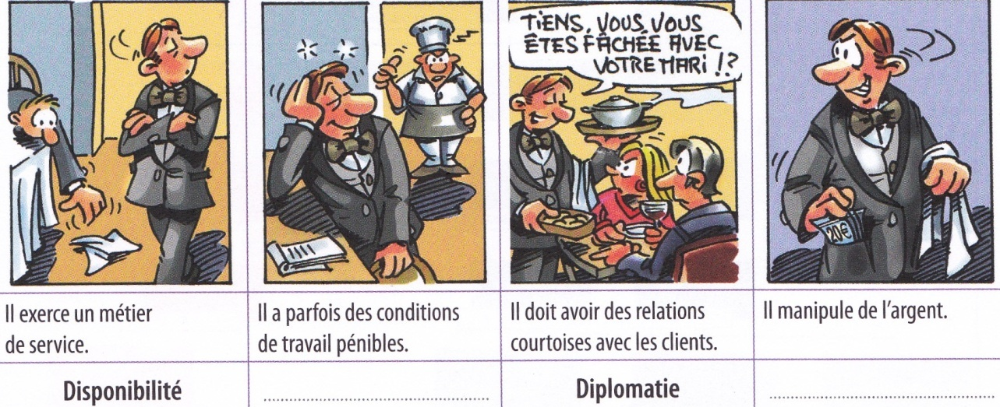 TIENS, VOUS VOUS
ÊTES FÂCHÉE AVEC
VOTRE MARI !?
20€
Il exerce un métier
de service.
Il a parfois des conditions
de travail pénibles.
Il doit avoir des relations
courtoises avec les clients.
Il manipule de l'argent.
Disponibilité
Diplomatie